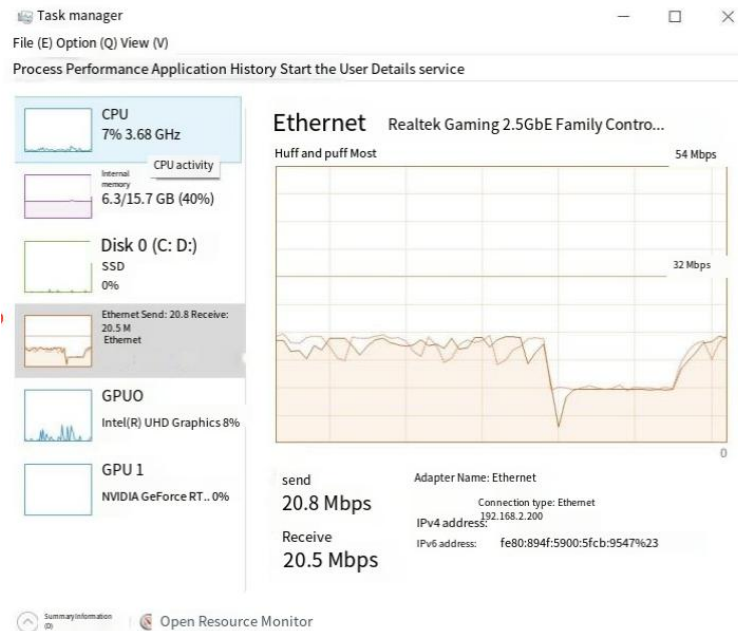 Task manager
File (E) Option (Q) View (V)
Process Performance Application History Start the User Details service
CPU
7% 3.68 GHz
CPU activity
Internal
memory
6.3/15.7 GB (40%)
Disk 0 (C: D:)
SSD
0%
Ethernet Send: 20.8 Receive:
20.5 M
Ethernet
GPUO
Intel(R) UHD Graphics 8%
GPU 1
NVIDIA GeForce RT.. 0%
Ethernet Realtek Gaming 2.5GbE Family Contro...
Huff and puff Most 54 Mbps
32 Mbps
0
send
20.8 Mbps
Receive
20.5 Mbps
Adapter Name: Ethernet
Connection type: Ethernet
192.168.2.200
IPv4 address:
IPv6 address: fe80:894f:5900:5fcb:9547%23
Summary information
(D)
Open Resource Monitor